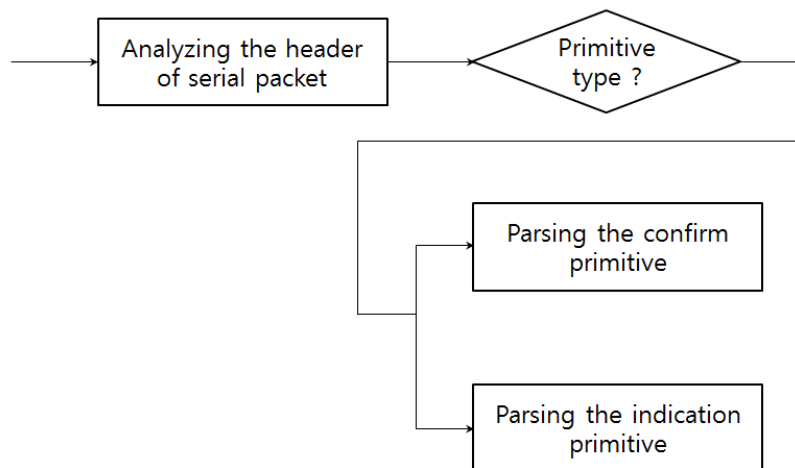 Analyzing the header
of serial packet
Primitive
type ?
Parsing the confirm
primitive
Parsing the indication
primitive